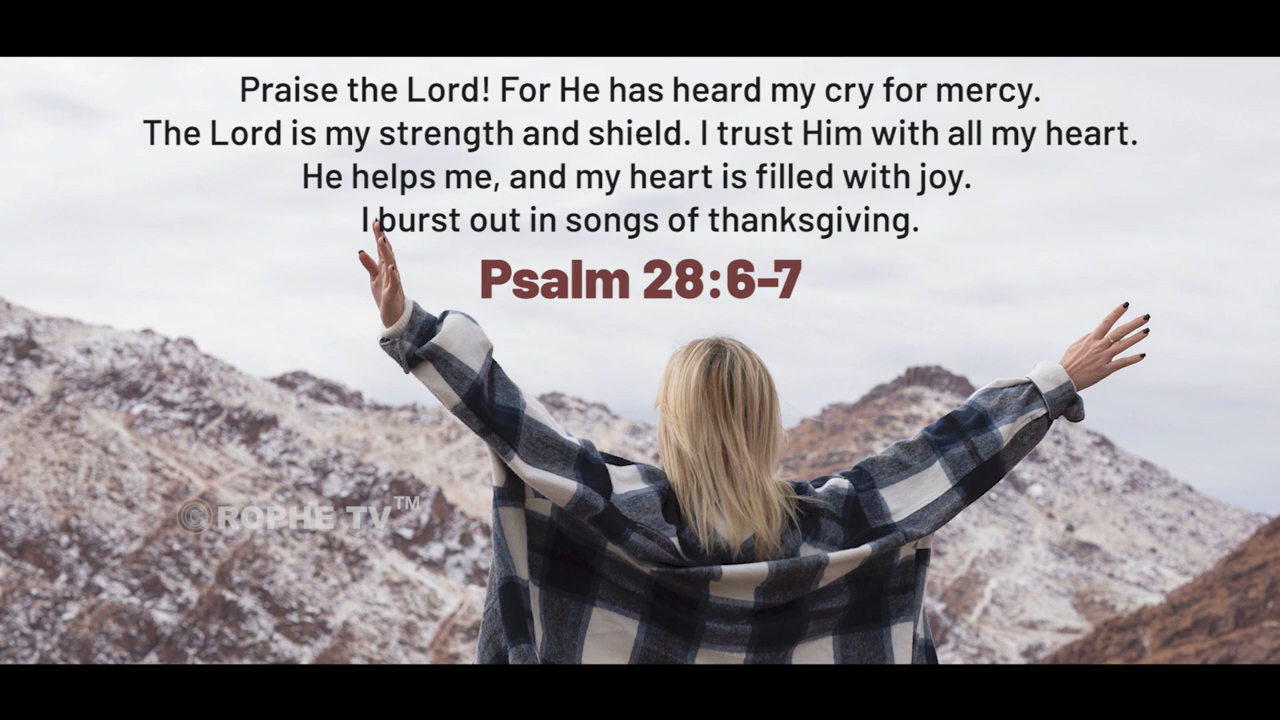 Praise the Lord! For He has heard my cry for mercy.
The Lord is my strength and shield. I trust Him with all my heart.
He helps me, and my heart is filled with joy.
I burst out in songs of thanksgiving.
Psalm 28:6-7
©ROPHE TV™